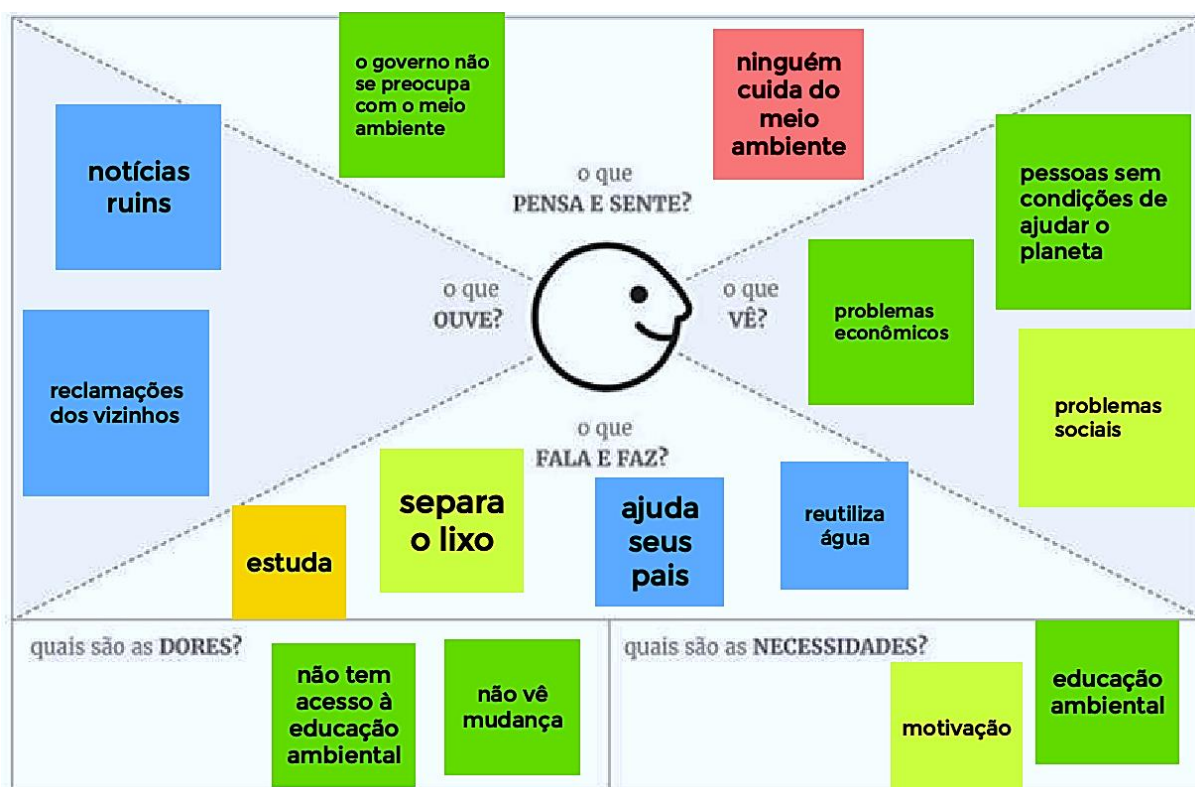 o governo não
se preocupa
com o meio
ambiente
ninguém
cuida do
meio
ambiente
o que
PENSA E SENTE?
notícias
ruins
reclamações
dos vizinhos
o que
OUVE?
o que
VÊ?
pessoas sem
condições de
ajudar o
planeta
problemas
econômicos
problemas
sociais
o que
FALA E FAZ?
estuda
separa
o lixo
ajuda
seus
pais
reutiliza
água
quais são as DORES?
não tem
acesso à
educação
ambiental
não vê
mudança
quais são as NECESSIDADES?
motivação
educação
ambiental